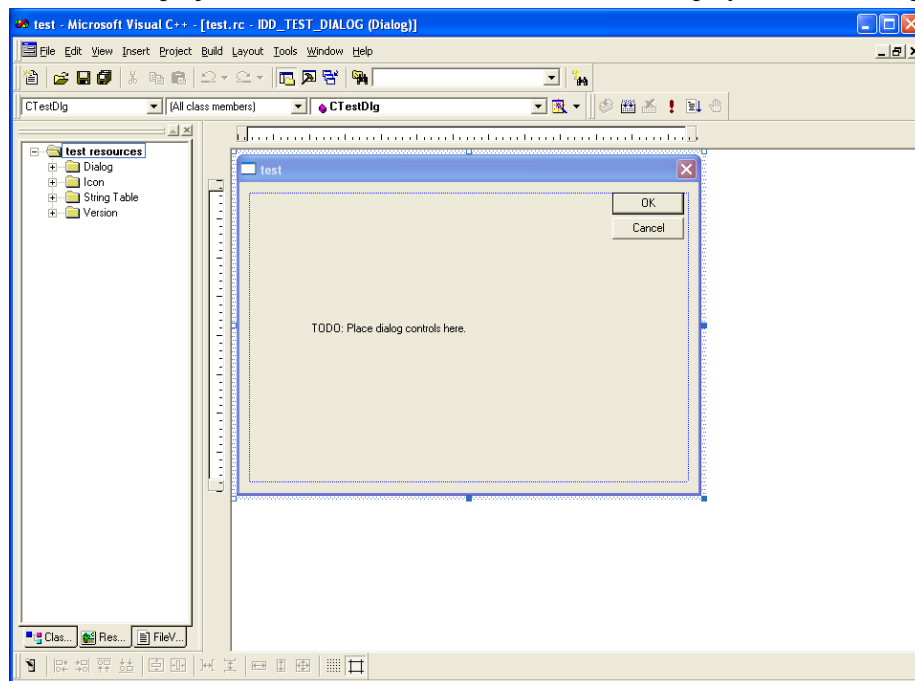 test - Microsoft Visual C++ - [test.rc - IDD_TEST_DIALOG (Dialog)]
File Edit View Insert Project Build Layout Tools Window Help
CTestDlg (All class members) CTestDlg
test resources
Dialog
Icon
String Table
Version
test
OK
Cancel
TODO: Place dialog controls here.
Clas... Res... FileV...